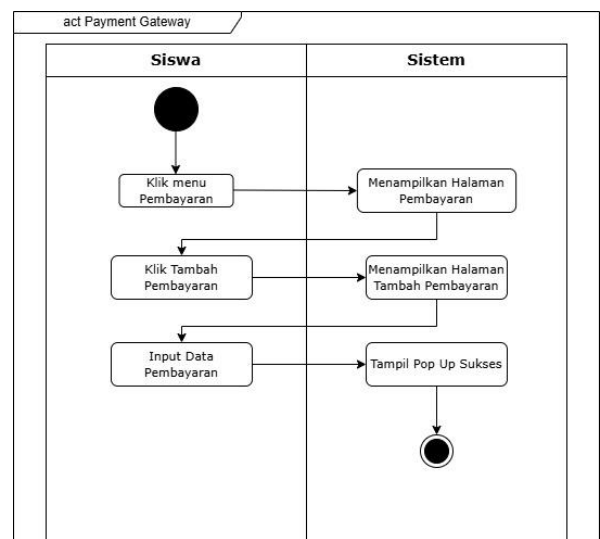 act Payment Gateway
Siswa
Sistem
Klik menu
Pembayaran
Menampilkan Halaman
Pembayaran
Klik Tambah
Pembayaran
Menampilkan Halaman
Tambah Pembayaran
Input Data
Pembayaran
Tampil Pop Up Sukses